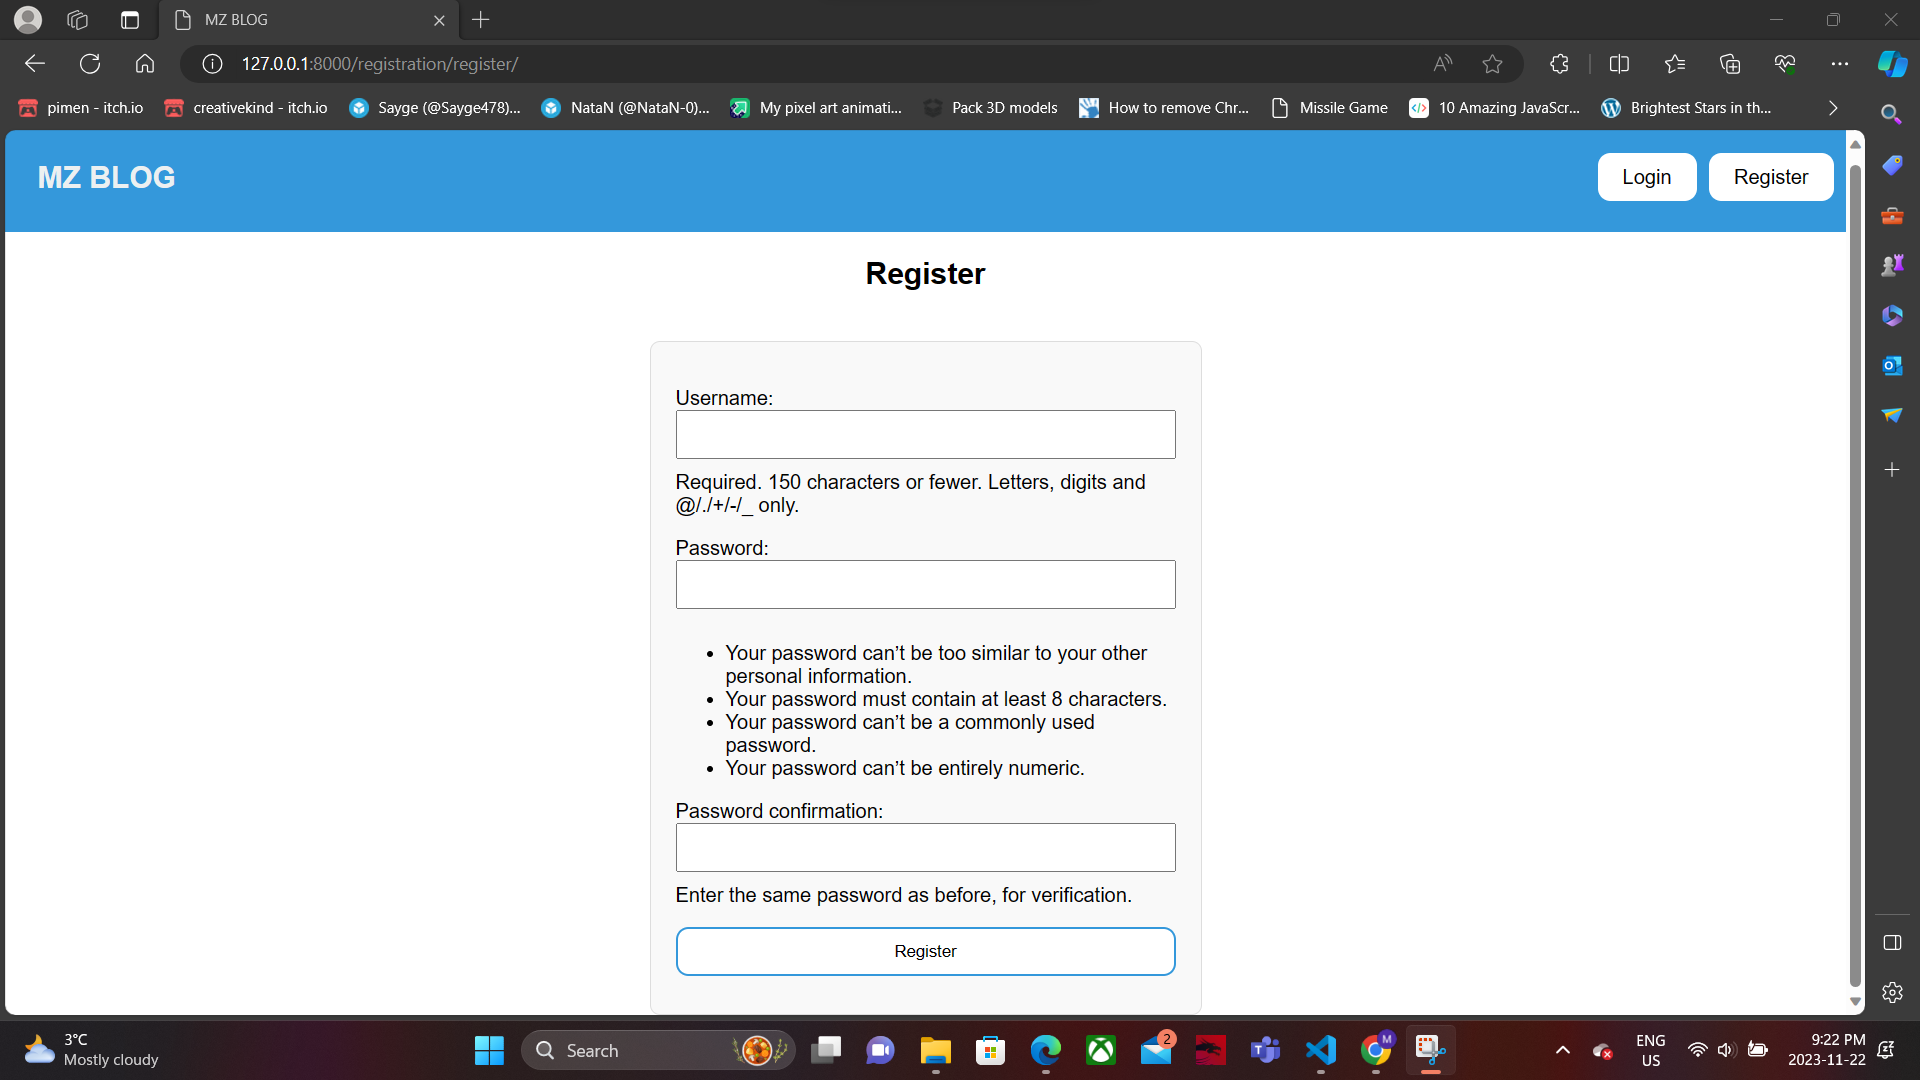 MZ BLOG
127.0.0.1:8000/registration/register/
pimen - itch.io
creativekind - itch.io
Sayge (@Sayge478)...
NataN (@NataN-0)...
My pixel art animati...
Pack 3D models
How to remove Chr...
Missile Game
10 Amazing JavaScr...
Brightest Stars in th...
MZ BLOG
Login
Register
Register
Username:
Required. 150 characters or fewer. Letters, digits and
@/./+/-/_ only.
Password:
Your password can’t be too similar to your other
personal information.
Your password must contain at least 8 characters.
Your password can’t be a commonly used
password.
Your password can’t be entirely numeric.
Password confirmation:
Enter the same password as before, for verification.
Register
3°C
Mostly cloudy
Search
2
M
ENG
US
9:22 PM
2023-11-22